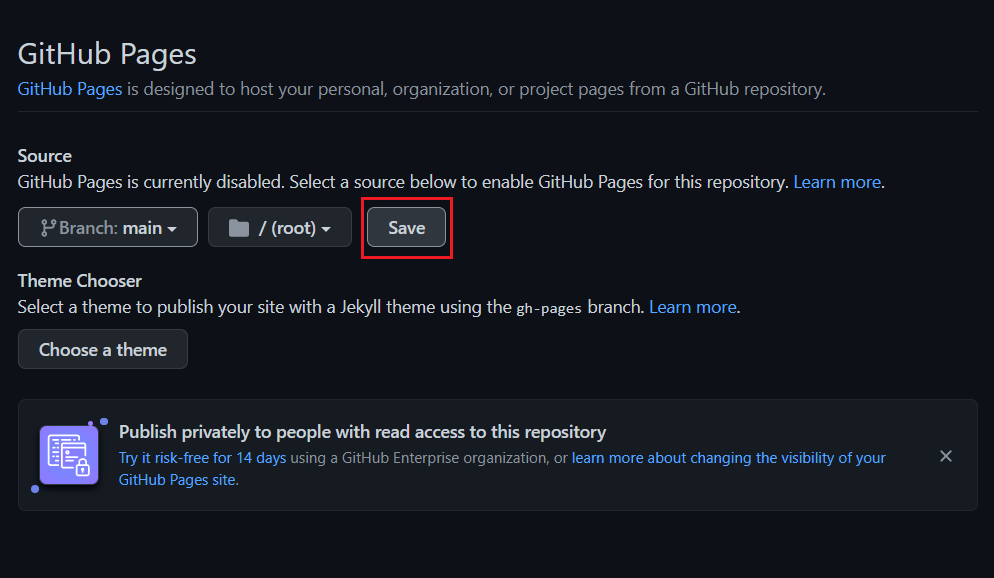 GitHub Pages
GitHub Pages is designed to host your personal, organization, or project pages from a GitHub repository.
Source
GitHub Pages is currently disabled. Select a source below to enable GitHub Pages for this repository. Learn more.
Branch: main
/ (root)
Save
Theme Chooser
Select a theme to publish your site with a Jekyll theme using the gh-pages branch. Learn more.
Choose a theme
Publish privately to people with read access to this repository
Try it risk-free for 14 days using a GitHub Enterprise organization, or learn more about changing the visibility of your
GitHub Pages site.